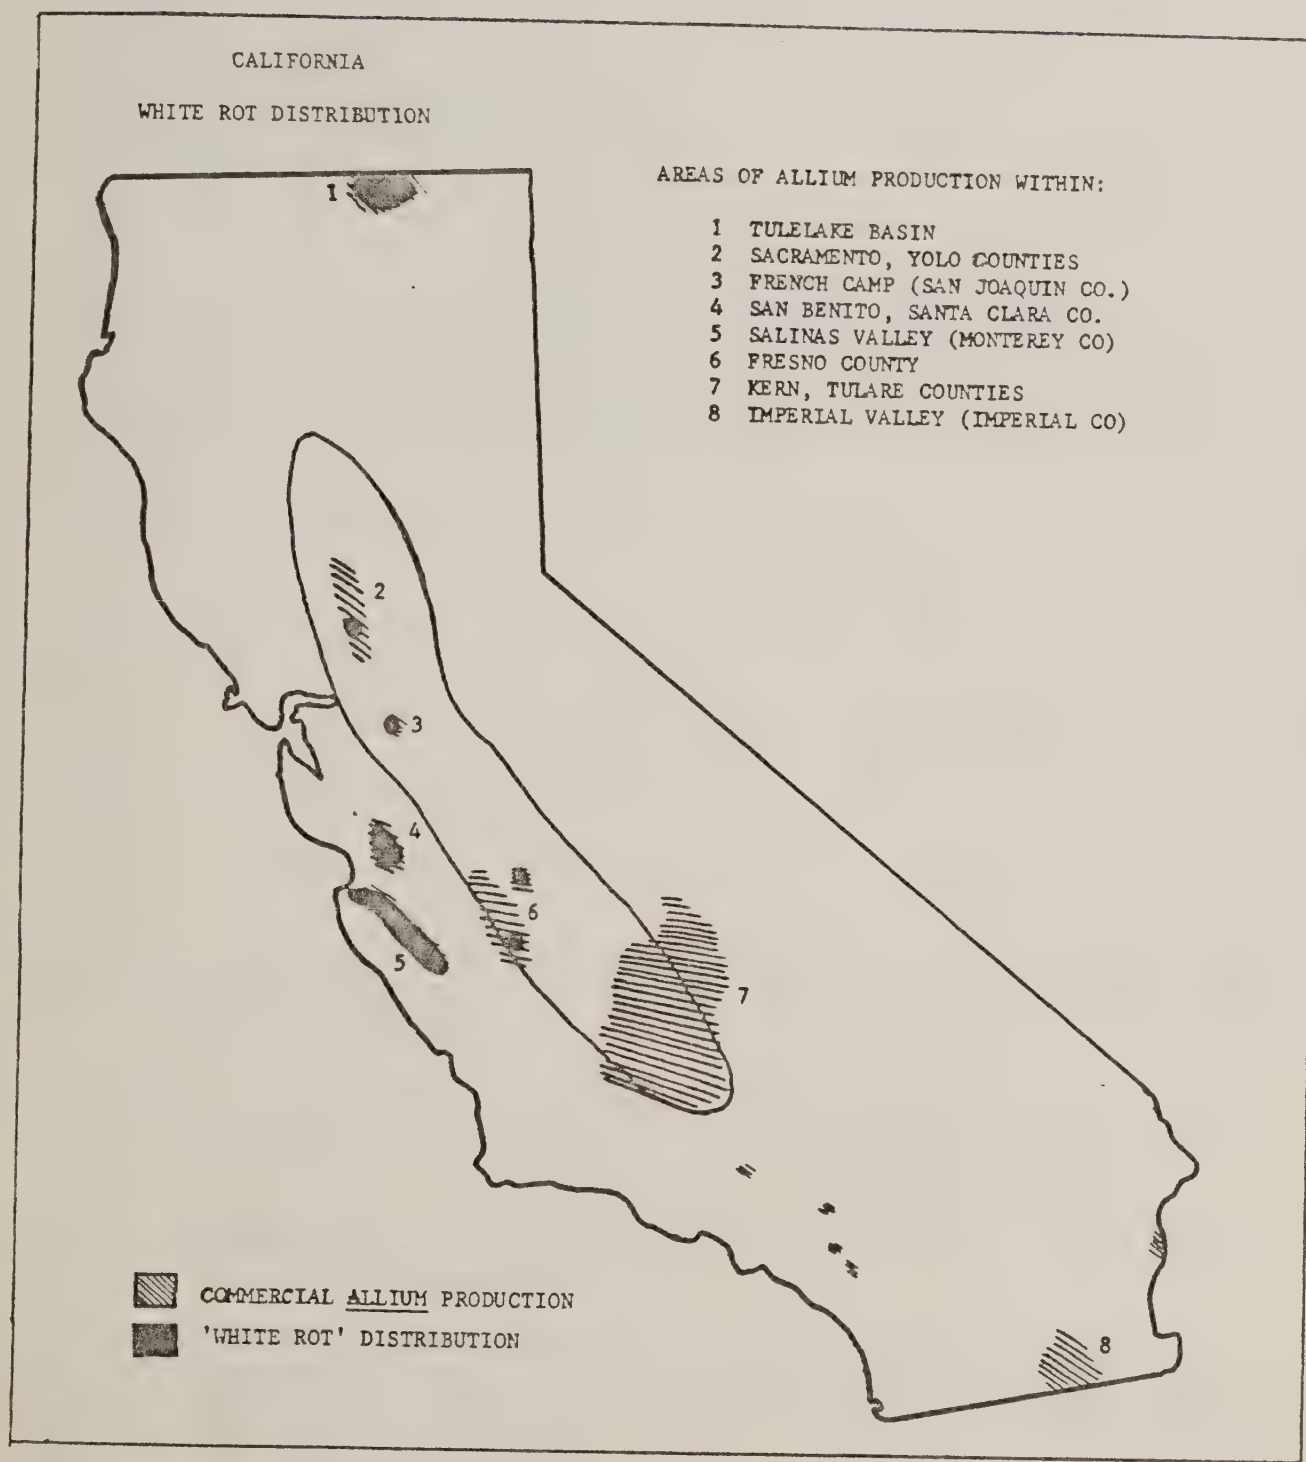 CALIFORNIA
WHITE ROT DISTRIBUTION
AREAS OF ALLIUM PRODUCTION WITHIN:
1 TULELAKE BASIN
2 SACRAMENTO, YOLO COUNTIES
3 FRENCH CAMP (SAN JOAQUIN CO.)
4 SAN BENITO, SANTA CLARA CO.
5 SALINAS VALLEY (MONTEREY CO)
6 FRESNO COUNTY
7 KERN, TULARE COUNTIES
8 IMPERIAL VALLEY (IMPERIAL CO)
1
2
3
4
6
5
7
8
COMMERCIAL ALLIUM PRODUCTION
'WHITE ROT' DISTRIBUTION